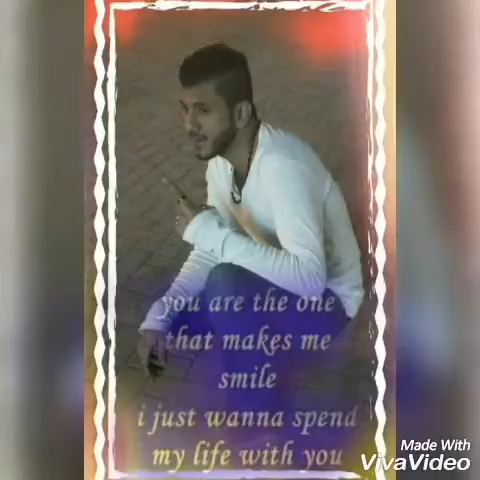 you are the one
that makes me
smile
i just wanna spend
my life with you
Made With
VivaVideo